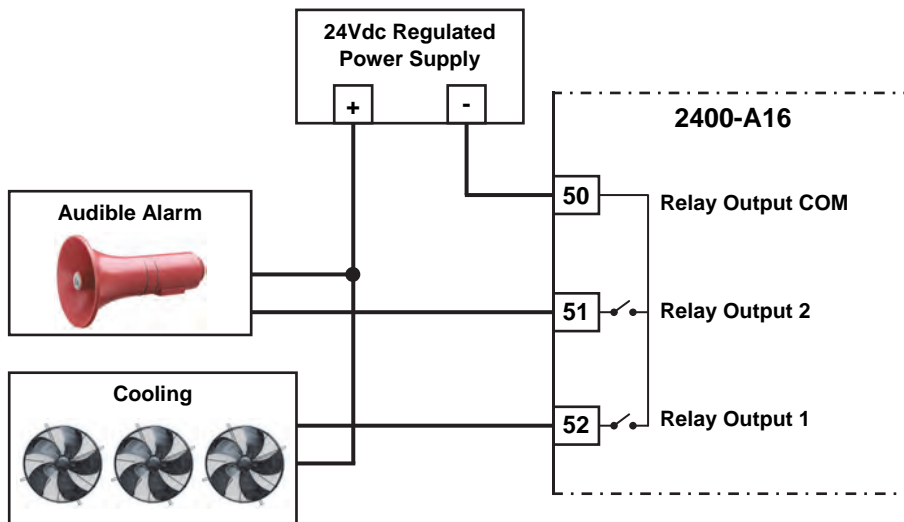 24Vdc Regulated
Power Supply
+
-
2400-A16
50
Relay Output COM
Audible Alarm
51
Relay Output 2
Cooling
52
Relay Output 1